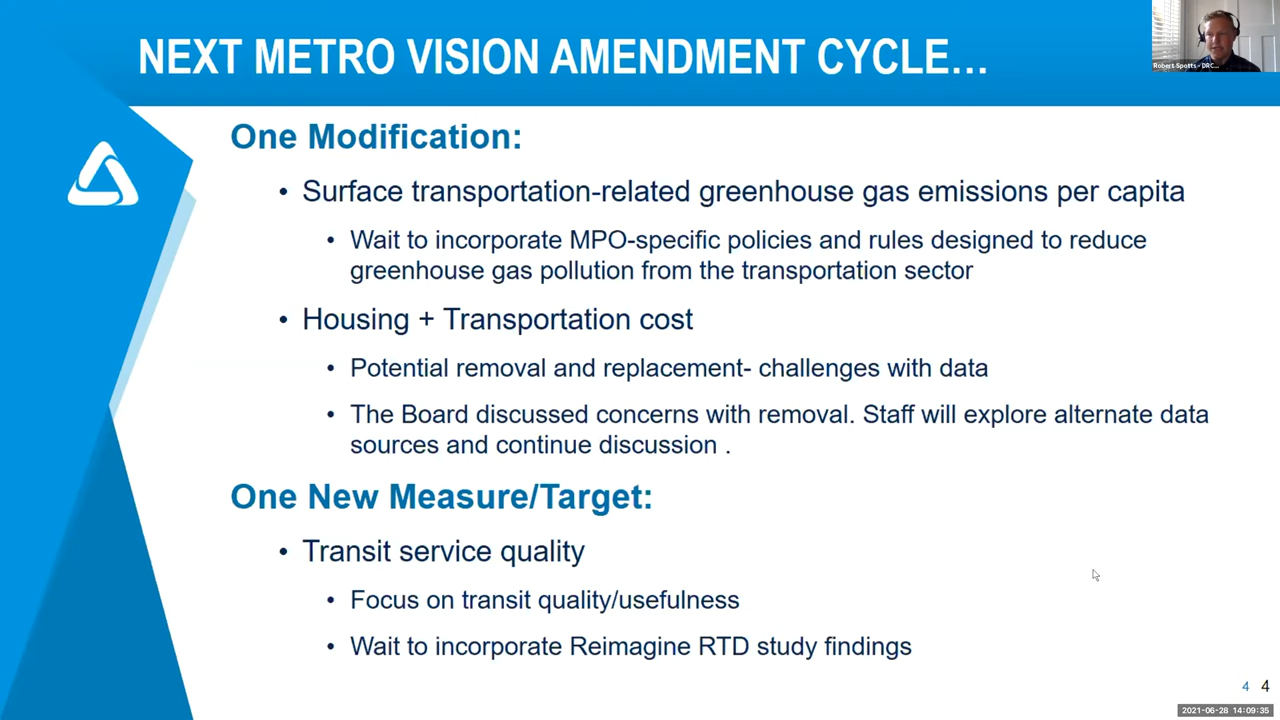 NEXT METRO VISION AMENDMENT CYCLE...
Robert Spotts - DRC...
One Modification:
• Surface transportation-related greenhouse gas emissions per capita
• Wait to incorporate MPO-specific policies and rules designed to reduce
greenhouse gas pollution from the transportation sector
• Housing + Transportation cost
• Potential removal and replacement- challenges with data
• The Board discussed concerns with removal. Staff will explore alternate data
sources and continue discussion .
One New Measure/Target:
• Transit service quality
• Focus on transit quality/usefulness
• Wait to incorporate Reimagine RTD study findings
4 4
2021-06-28 14:09:35